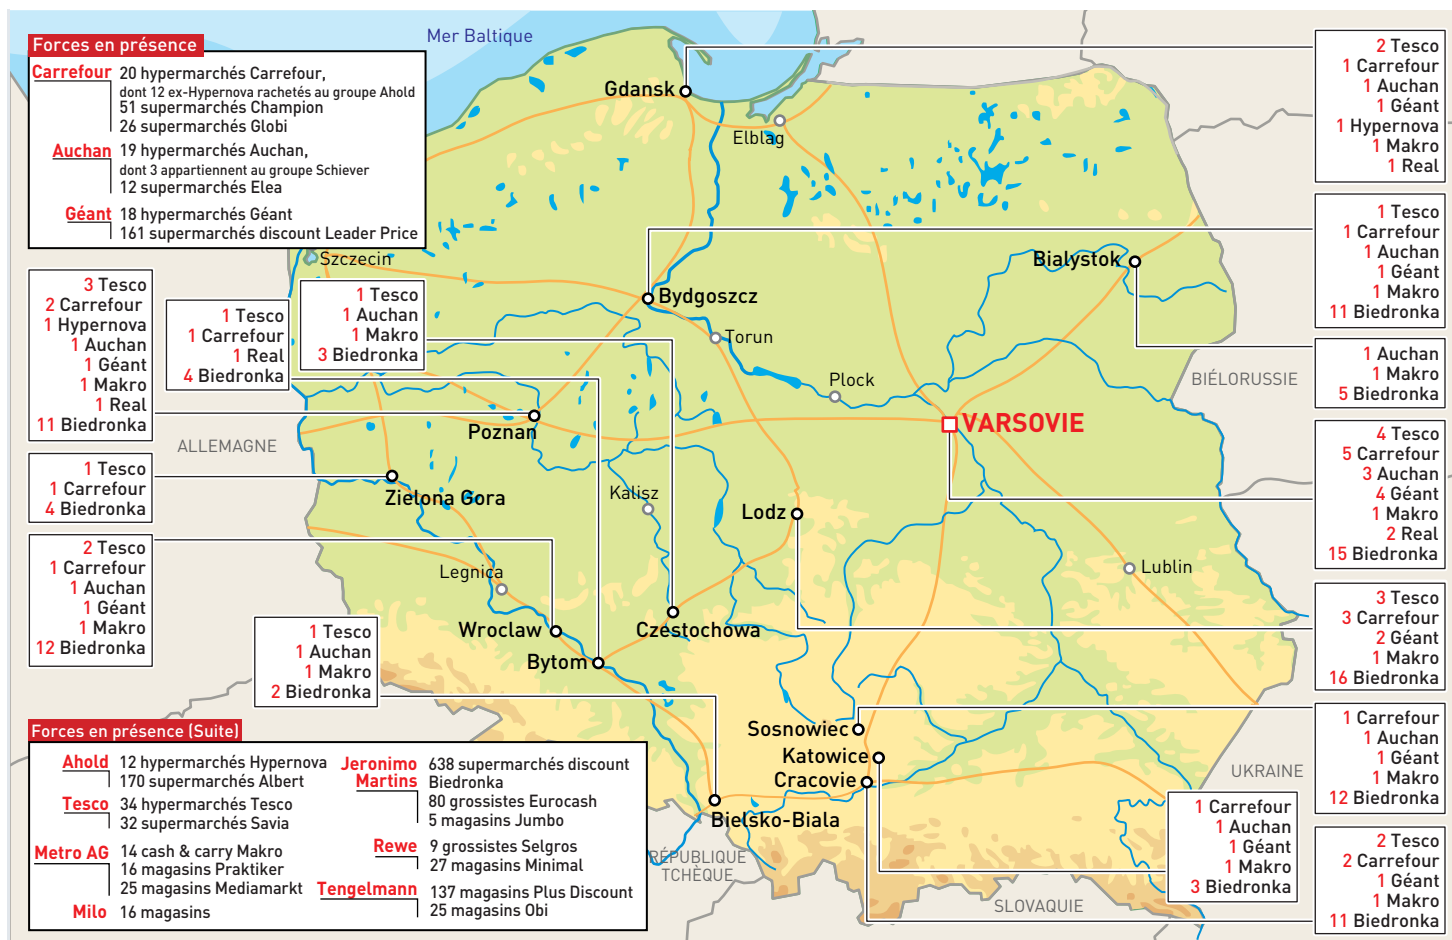 Mer Baltique
Forces en présence
Carrefour 20 hypermarchés Carrefour,
dont 12 ex-Hypernova rachetés au groupe Ahold
51 supermarchés Champion
26 supermarchés Globi
Auchan 19 hypermarchés Auchan,
dont 3 appartiennent au groupe Schiever
12 supermarchés Elea
Géant 18 hypermarchés Géant
161 supermarchés discount Leader Price
Gdansk
Elblag
2 Tesco
1 Carrefour
1 Auchan
1 Géant
1 Hypernova
1 Makro
1 Real
1 Tesco
1 Carrefour
1 Auchan
1 Géant
1 Makro
11 Biedronka
Szczecin
Bialystok
Bydgoszcz
Torun
Plock
3 Tesco
2 Carrefour
1 Hypernova
1 Auchan
1 Géant
1 Makro
1 Real
11 Biedronka
1 Tesco
1 Carrefour
1 Real
4 Biedronka
1 Tesco
1 Auchan
1 Makro
3 Biedronka
1 Auchan
1 Makro
5 Biedronka
BIÉLORUSSIE
ALLEMAGNE
Poznan
VARSOVIE
4 Tesco
5 Carrefour
3 Auchan
4 Géant
1 Makro
2 Real
15 Biedronka
1 Tesco
1 Carrefour
4 Biedronka
Zielona Gora
Kalisz
Lodz
Lublin
2 Tesco
1 Carrefour
1 Auchan
1 Géant
1 Makro
12 Biedronka
Legnica
Wroclaw
Czestochowa
Bytom
3 Tesco
3 Carrefour
2 Géant
1 Makro
16 Biedronka
1 Tesco
1 Auchan
1 Makro
2 Biedronka
Sosnowiec
Katowice
Cracovie
Bielsko-Biala
1 Carrefour
1 Auchan
1 Géant
1 Makro
12 Biedronka
UKRAINE
1 Carrefour
1 Auchan
1 Géant
1 Makro
3 Biedronka
2 Tesco
2 Carrefour
1 Géant
1 Makro
11 Biedronka
RÉPUBLIQUE
TCHÈQUE
SLOVAQUIE
Forces en présence (Suite)
Ahold 12 hypermarchés Hypernova
170 supermarchés Albert
Tesco 34 hypermarchés Tesco
32 supermarchés Savia
Metro AG 14 cash & carry Makro
16 magasins Praktiker
25 magasins Mediamarkt
Milo 16 magasins
Jeronimo 638 supermarchés discount
Martins Biedronka
80 grossistes Eurocash
5 magasins Jumbo
Rewe 9 grossistes Selgros
27 magasins Minimal
Tengelmann 137 magasins Plus Discount
25 magasins Obi